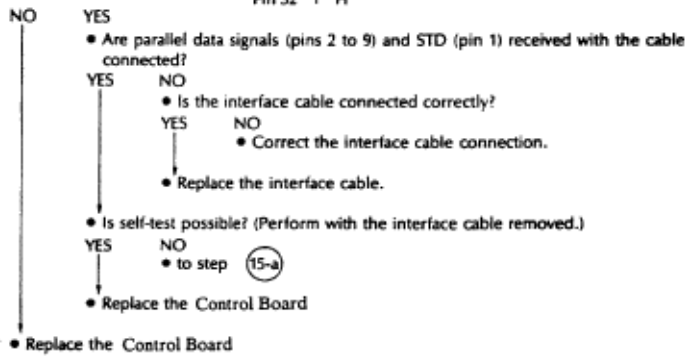 NO YES
• Are parallel data signals (pins 2 to 9) and STD (pin 1) received with the cable
connected?
YES NO
• Is the interface cable connected correctly?
YES NO
• Correct the interface cable connection.
• Replace the interface cable.
• Is self-test possible? (Perform with the interface cable removed.)
YES NO
• to step 15-a
• Replace the Control Board
• Replace the Control Board